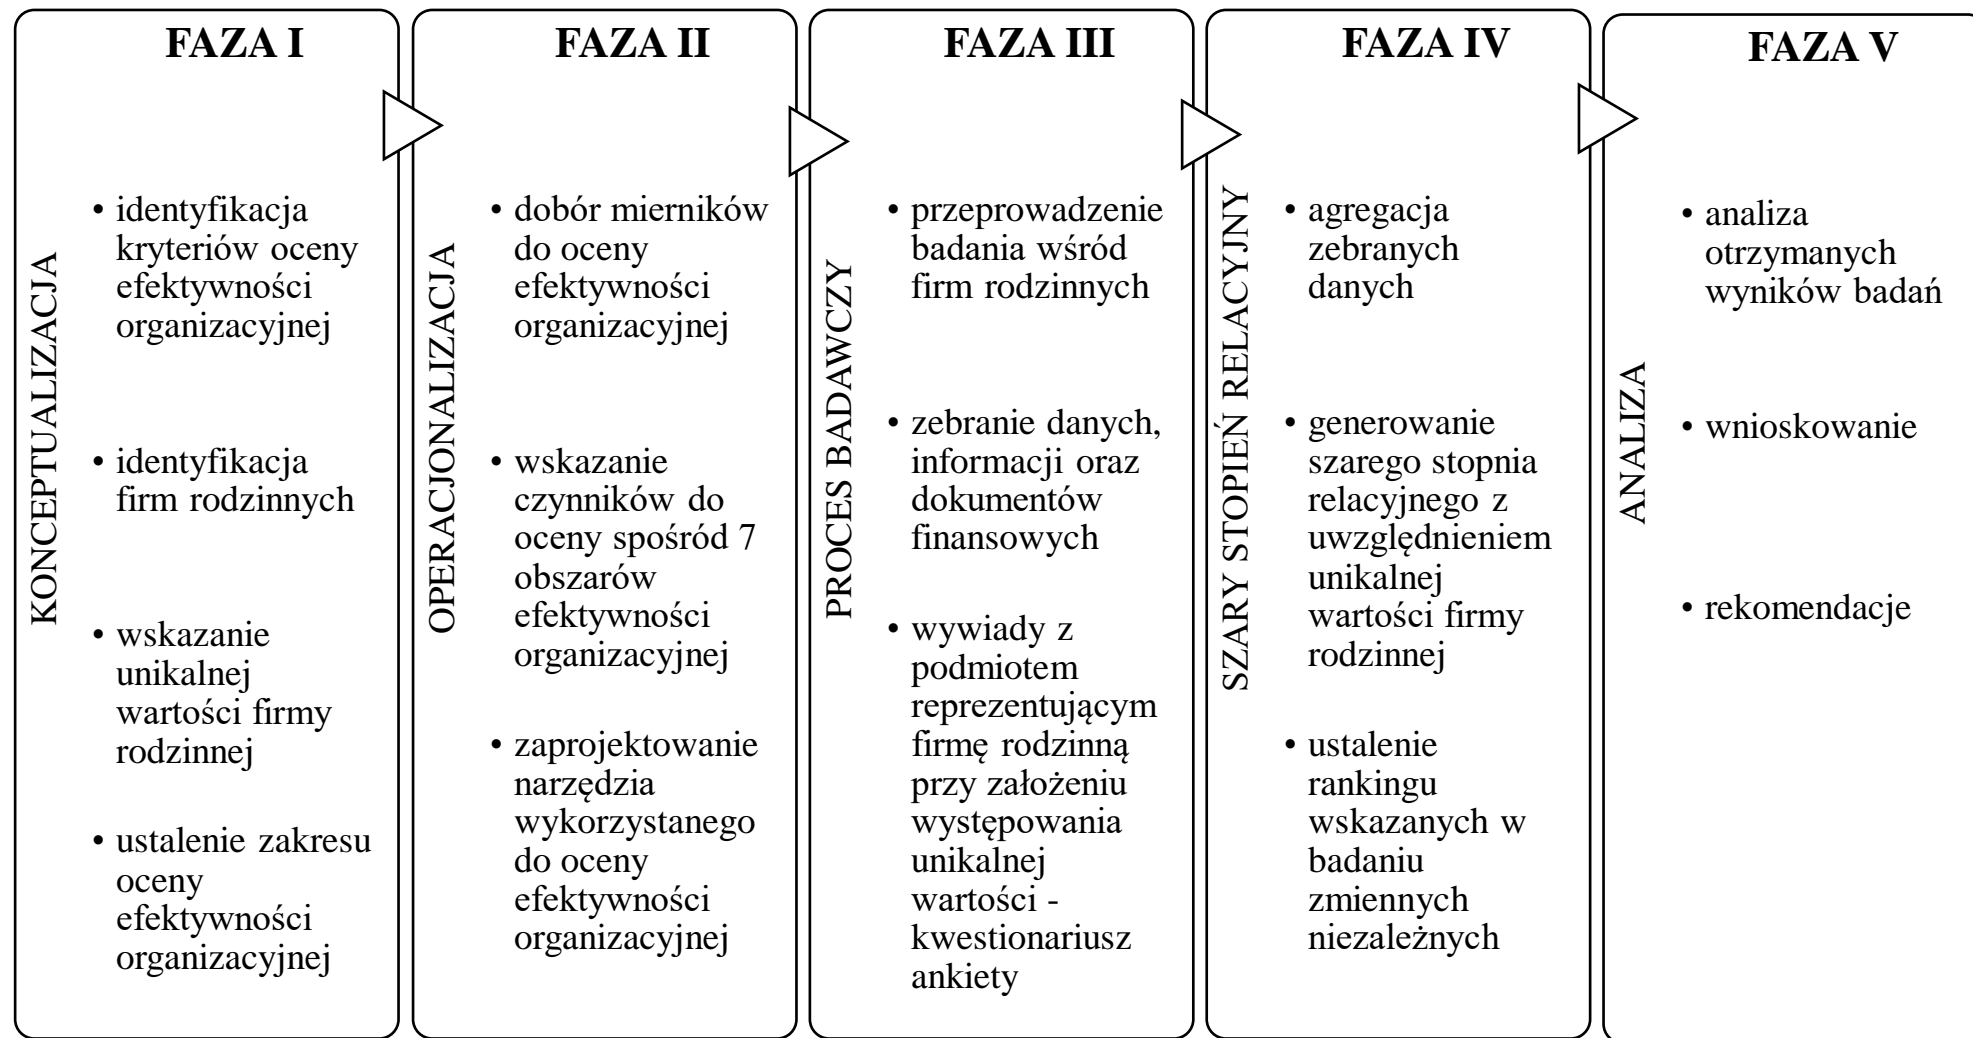 FAZA I
KONCEPTUALIZACJA
• identyfikacja
kryteriów oceny
efektywności
organizacyjnej
• identyfikacja
firm rodzinnych
• wskazanie
unikalnej
wartości firmy
rodzinnej
• ustalenie zakresu
oceny
efektywności
organizacyjnej
FAZA II
OPERACJONALIZACJA
• dobór mierników
do oceny
efektywności
organizacyjnej
• wskazanie
czynników do
oceny spośród 7
obszarów
efektywności
organizacyjnej
• zaprojektowanie
narzędzia
wykorzystanego
do oceny
efektywności
organizacyjnej
FAZA III
PROCES BADAWCZY
• przeprowadzenie
badania wśród
firm rodzinnych
• zebranie danych,
informacji oraz
dokumentów
finansowych
• wywiady z
podmiotem
reprezentującym
firmę rodzinną
przy założeniu
występowania
unikalnej
wartości -
kwestionariusz
ankiety
FAZA IV
SZARY STOPIEŃ RELACYJNY
• agregacja
zebranych
danych
• generowanie
szarego stopnia
relacyjnego z
uwzględnieniem
unikalnej
wartości firmy
rodzinnej
• ustalenie
rankingu
wskazanych w
badaniu
zmiennych
niezależnych
FAZA V
ANALIZA
• analiza
otrzymanych
wyników badań
• wnioskowanie
• rekomendacje